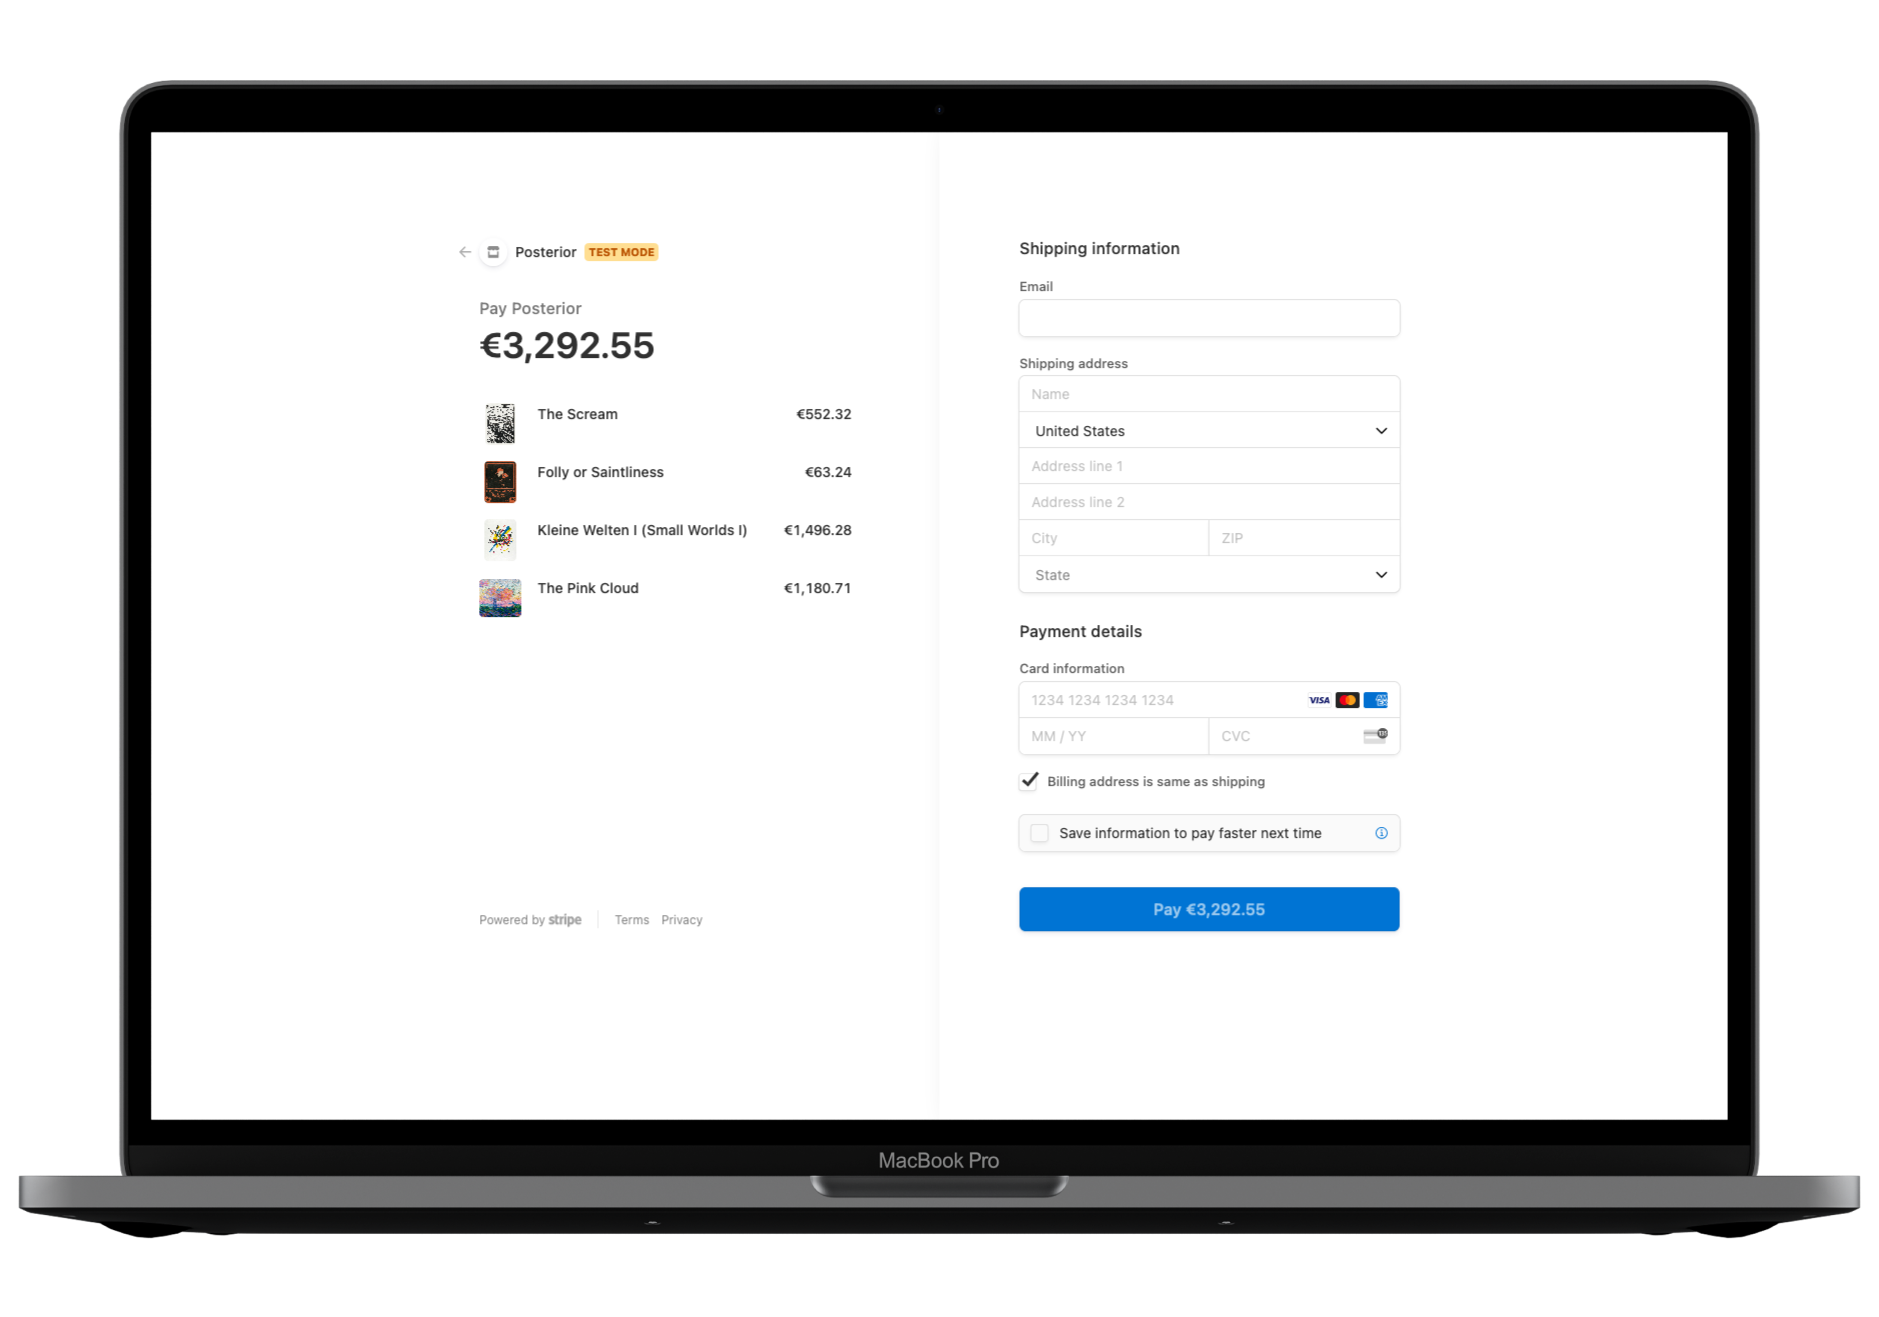 Posterior TEST MODE
Pay Posterior
€3,292.55
The Scream €552.32
Folly or Saintliness €63.24
Kleine Welten I (Small Worlds I) €1,496.28
The Pink Cloud €1,180.71
Powered by stripe Terms Privacy
Shipping information
Email
Shipping address
Name
United States
Address line 1
Address line 2
City ZIP
State
Payment details
Card information
1234 1234 1234 1234 VISA
MM / YY CVC
Billing address is same as shipping
Save information to pay faster next time
Pay €3,292.55
MacBook Pro